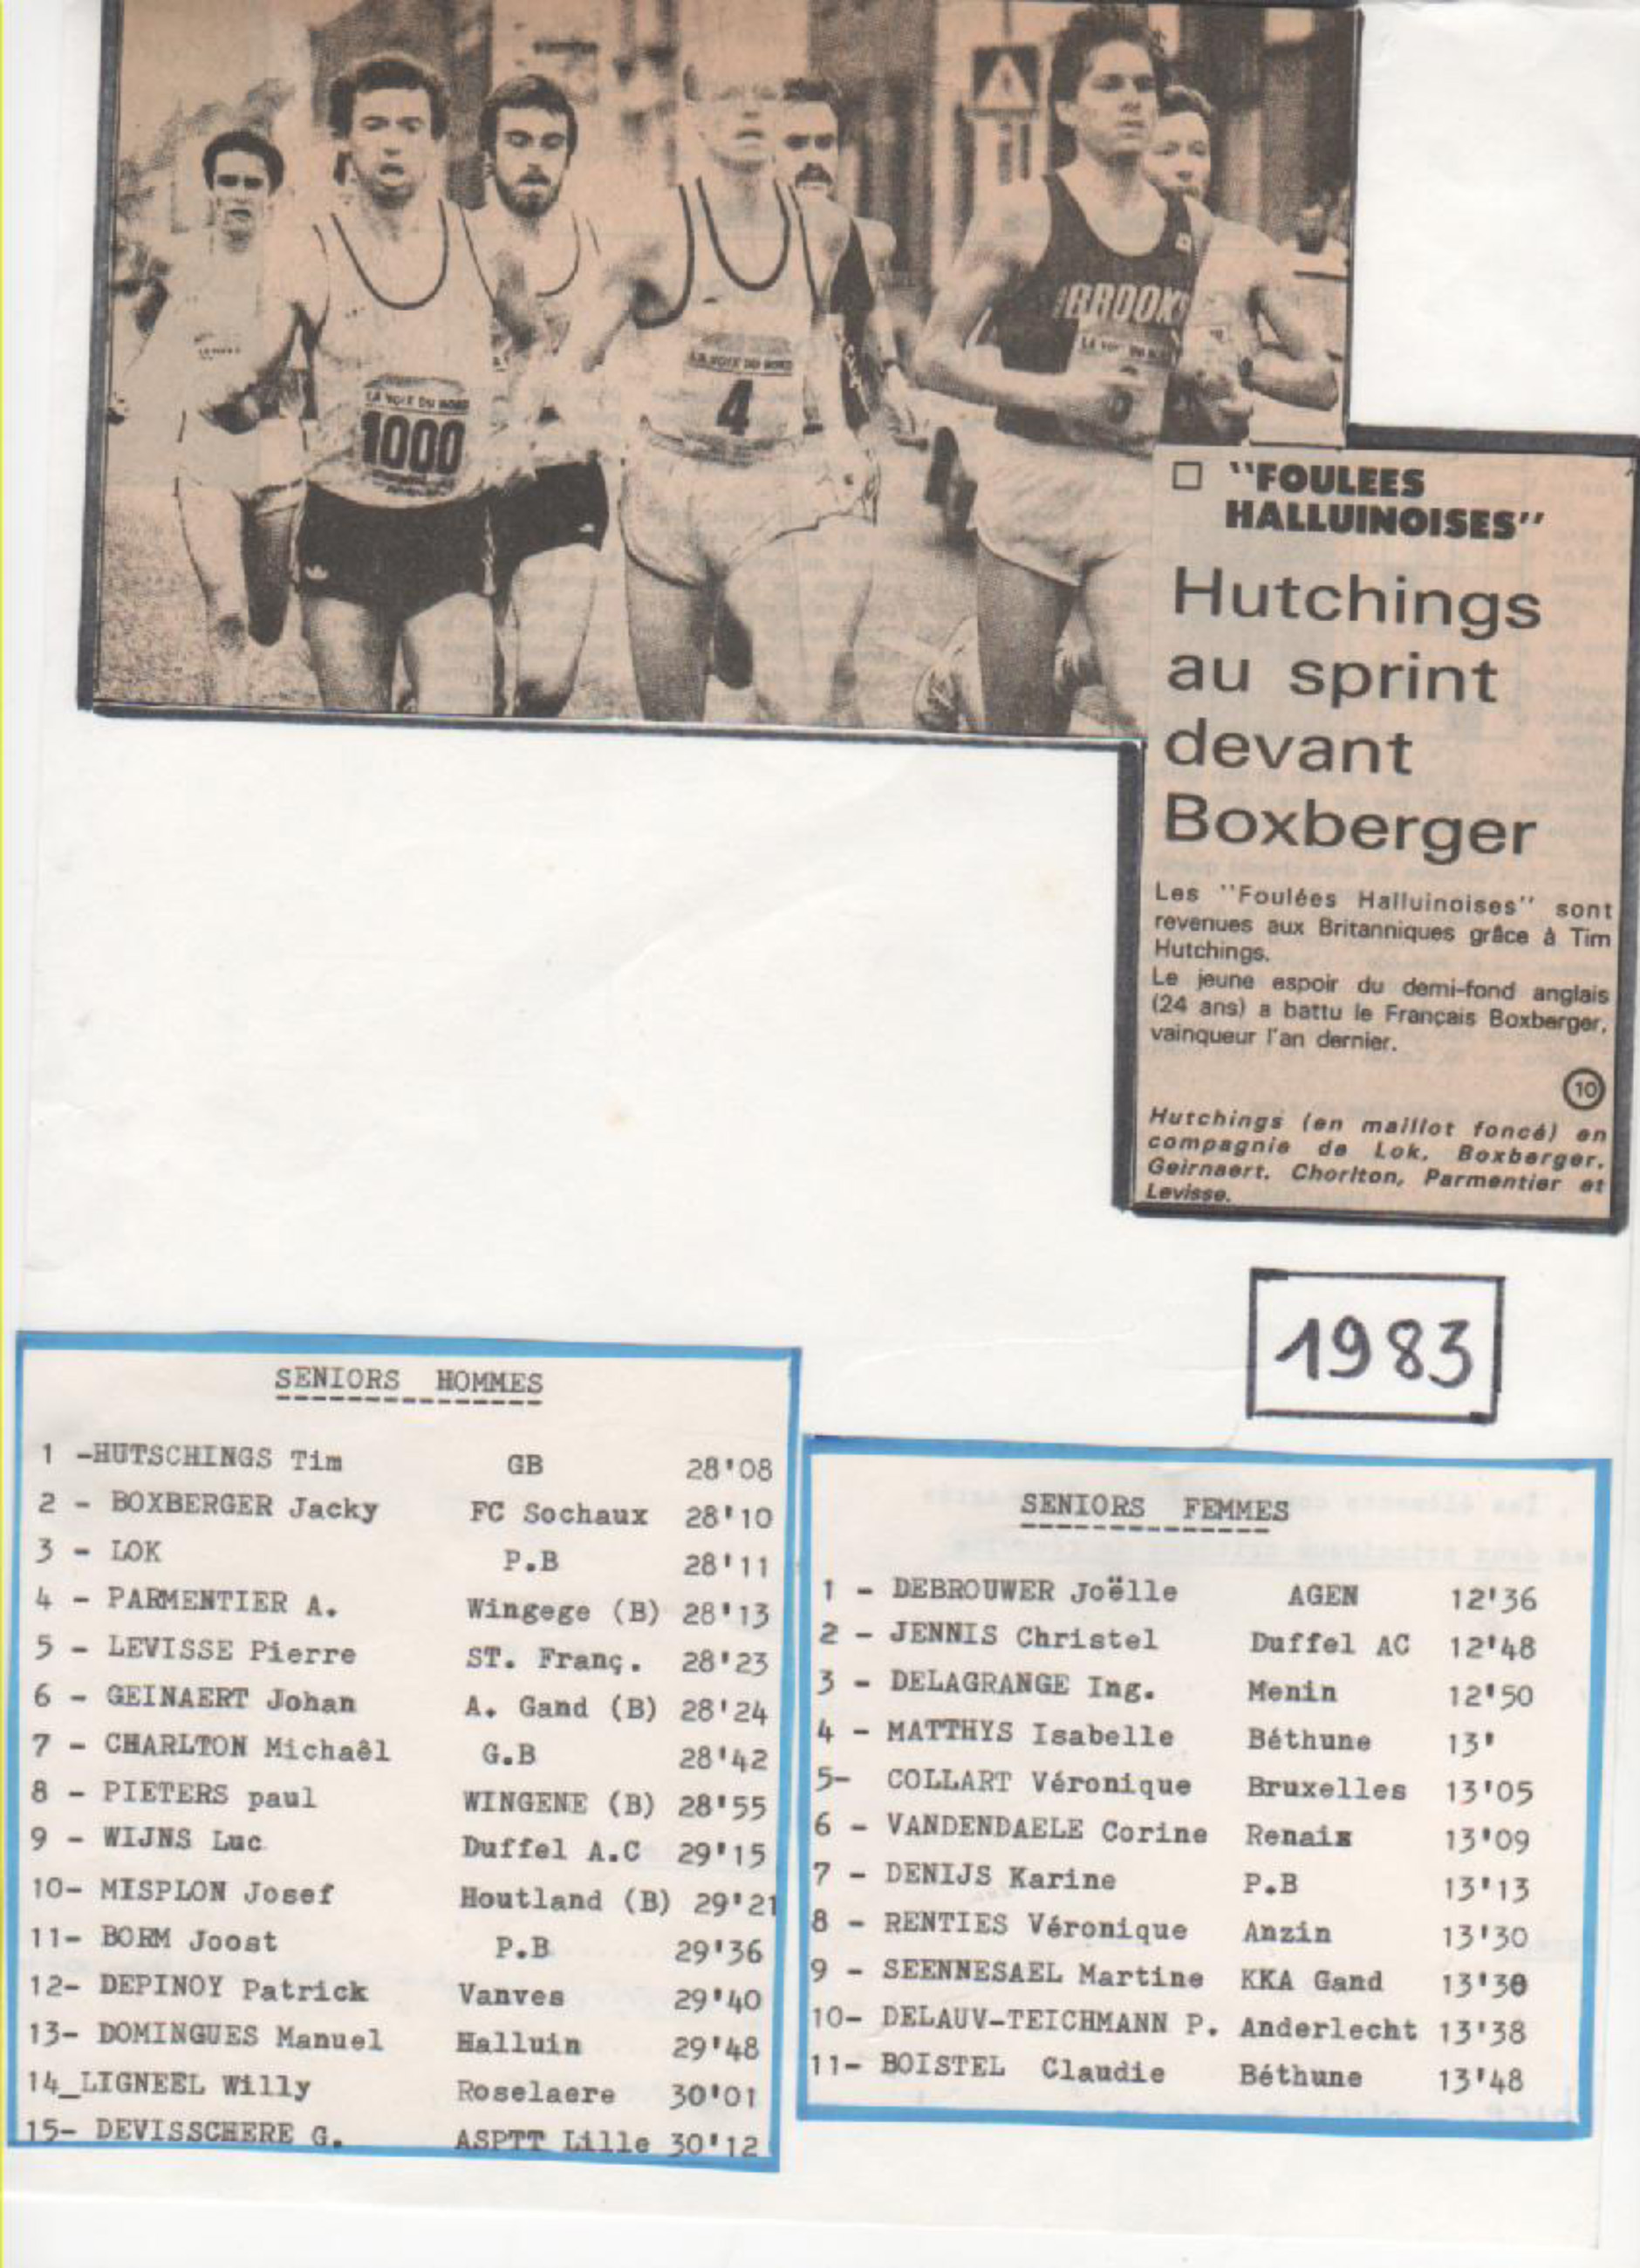 BROOKS
LA VOIX DU NORD
1000
LA VOIX DU NORD
4
□ "FOULEES
HALLUINOISES"
Hutchings
au sprint
devant
Boxberger
Les "Foulées Halluinoises" sont
revenues aux Britanniques grâce à Tim
Hutchings.
Le jeune espoir du demi-fond anglais
(24 ans) a battu le Français Boxberger,
vainqueur l'an dernier.
10
Hutchings (en maillot foncé) en
compagnie de Lok, Boxberger,
Geirnaert, Chorlton, Parmentier et
Levisse.
1983
SENIORS HOMMES
1 -HUTSCHINGS Tim GB 28'08
2 - BOXBERGER Jacky FC Sochaux 28'10
3 - LOK P.B 28'11
4 - PARMENTIER A. Wingege (B) 28'13
5 - LEVISSE Pierre ST. Franç. 28'23
6 - GEINAERT Johan A. Gand (B) 28'24
7 - CHARLTON Michaêl G.B 28'42
8 - PIETERS paul WINGENE (B) 28'55
9 - WIJNS Luc Duffel A.C 29'15
10- MISPLON Josef Houtland (B) 29'21
11- BORM Joost P.B 29'36
12- DEPINOY Patrick Vanves 29'40
13- DOMINGUES Manuel Halluin 29'48
14_LIGNEEL Willy Roselaere 30'01
15- DEVISSCHERE G. ASPTT Lille 30'12
SENIORS FEMMES
1 - DEBROUWER Joëlle AGEN 12'36
2 - JENNIS Christel Duffel AC 12'48
3 - DELAGRANGE Ing. Menin 12'50
4 - MATTHYS Isabelle Béthune 13'
5- COLLART Véronique Bruxelles 13'05
6 - VANDENDAELE Corine Renaix 13'09
7 - DENIJS Karine P.B 13'13
8 - RENTIES Véronique Anzin 13'30
9 - SEENNESAEL Martine KKA Gand 13'30
10- DELAUV-TEICHMANN P. Anderlecht 13'38
11- BOISTEL Claudie Béthune 13'48